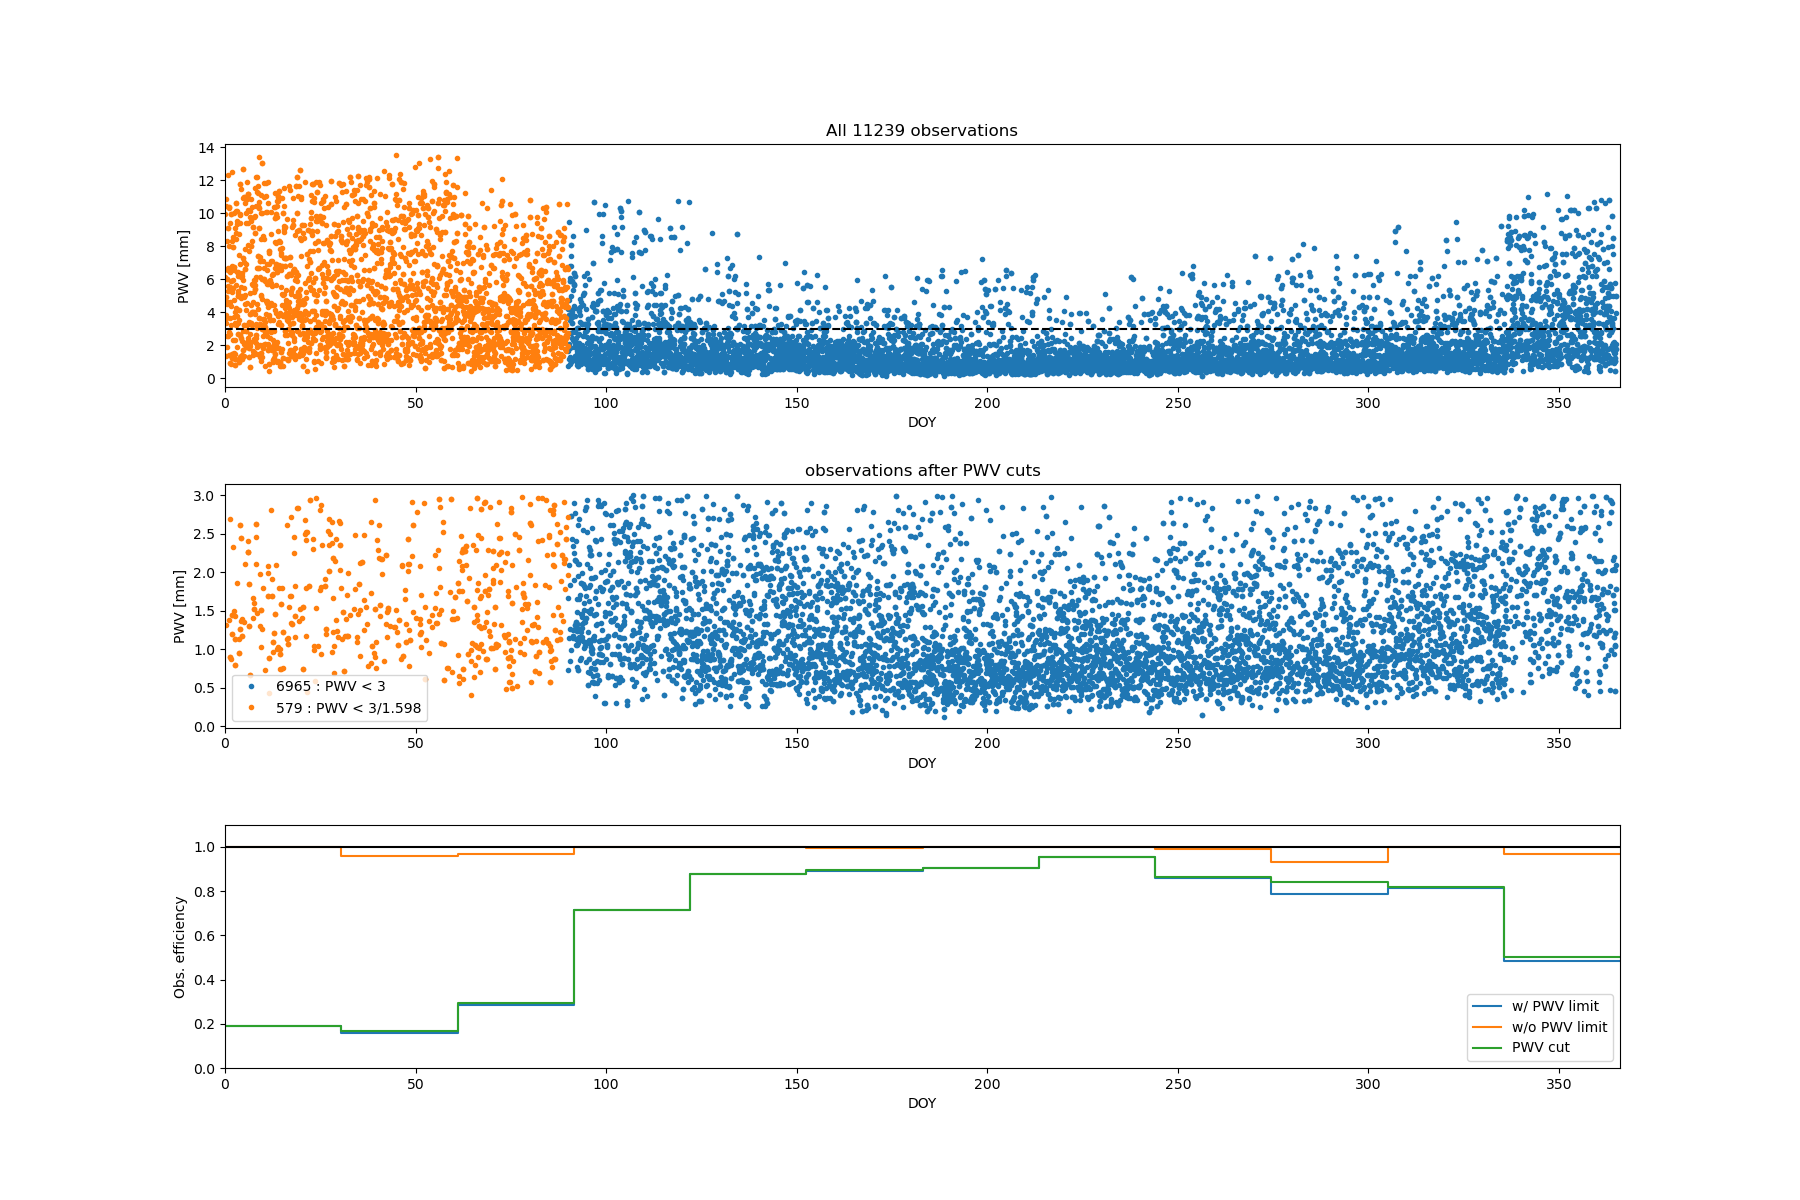 All 11239 observations
14
12
10
8
6
4
2
0
PWV [mm]
0 50 100 150 200 250 300 350
DOY
observations after PWV cuts
3.0
2.5
2.0
1.5
1.0
0.5
0.0
PWV [mm]
6965 : PWV < 3
579 : PWV < 3/1.598
0 50 100 150 200 250 300 350
DOY
1.0
0.8
0.6
0.4
0.2
0.0
Obs. efficiency
w/ PWV limit
w/o PWV limit
PWV cut
0 50 100 150 200 250 300 350
DOY